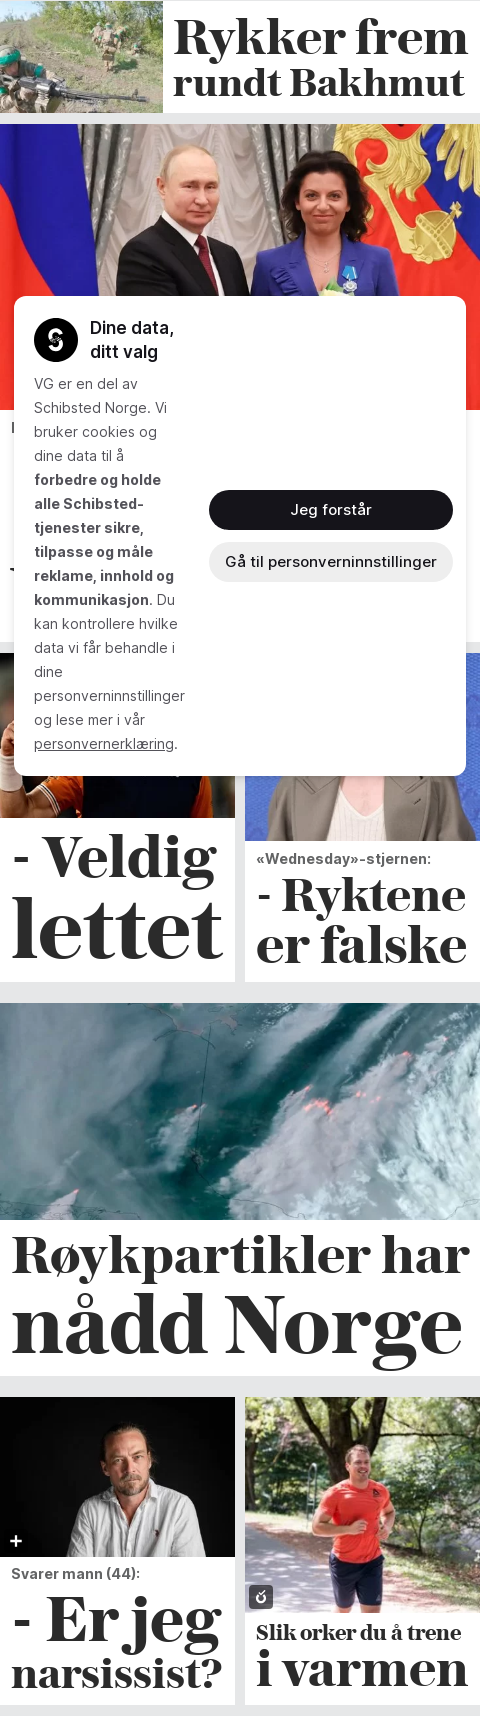 Rykker frem
rundt Bakhmut
Dine data,
ditt valg
VG er en del av
Schibsted Norge. Vi
bruker cookies og
dine data til å
forbedre og holde
alle Schibsted-
tjenester sikre,
tilpasse og måle
reklame, innhold og
kommunikasjon. Du
kan kontrollere hvilke
data vi får behandle i
dine
personverninnstillinger
og lese mer i vår
personvernerklæring.
Jeg forstår
Gå til personverninnstillinger
- Veldig
lettet
«Wednesday»-stjernen:
- Ryktene
er falske
Røykpartikler har
nådd Norge
Svarer mann (44):
- Er jeg
narsissist?
Slik orker du å trene
i varmen